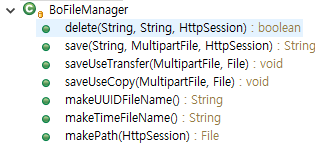 BoFileManager
delete(String, String, HttpSession) : boolean
save(String, MultipartFile, HttpSession) : String
saveUseTransfer(MultipartFile, File) : void
saveUseCopy(MultipartFile, File) : void
makeUUIDFileName() : String
makeTimeFileName() : String
makePath(HttpSession) : File